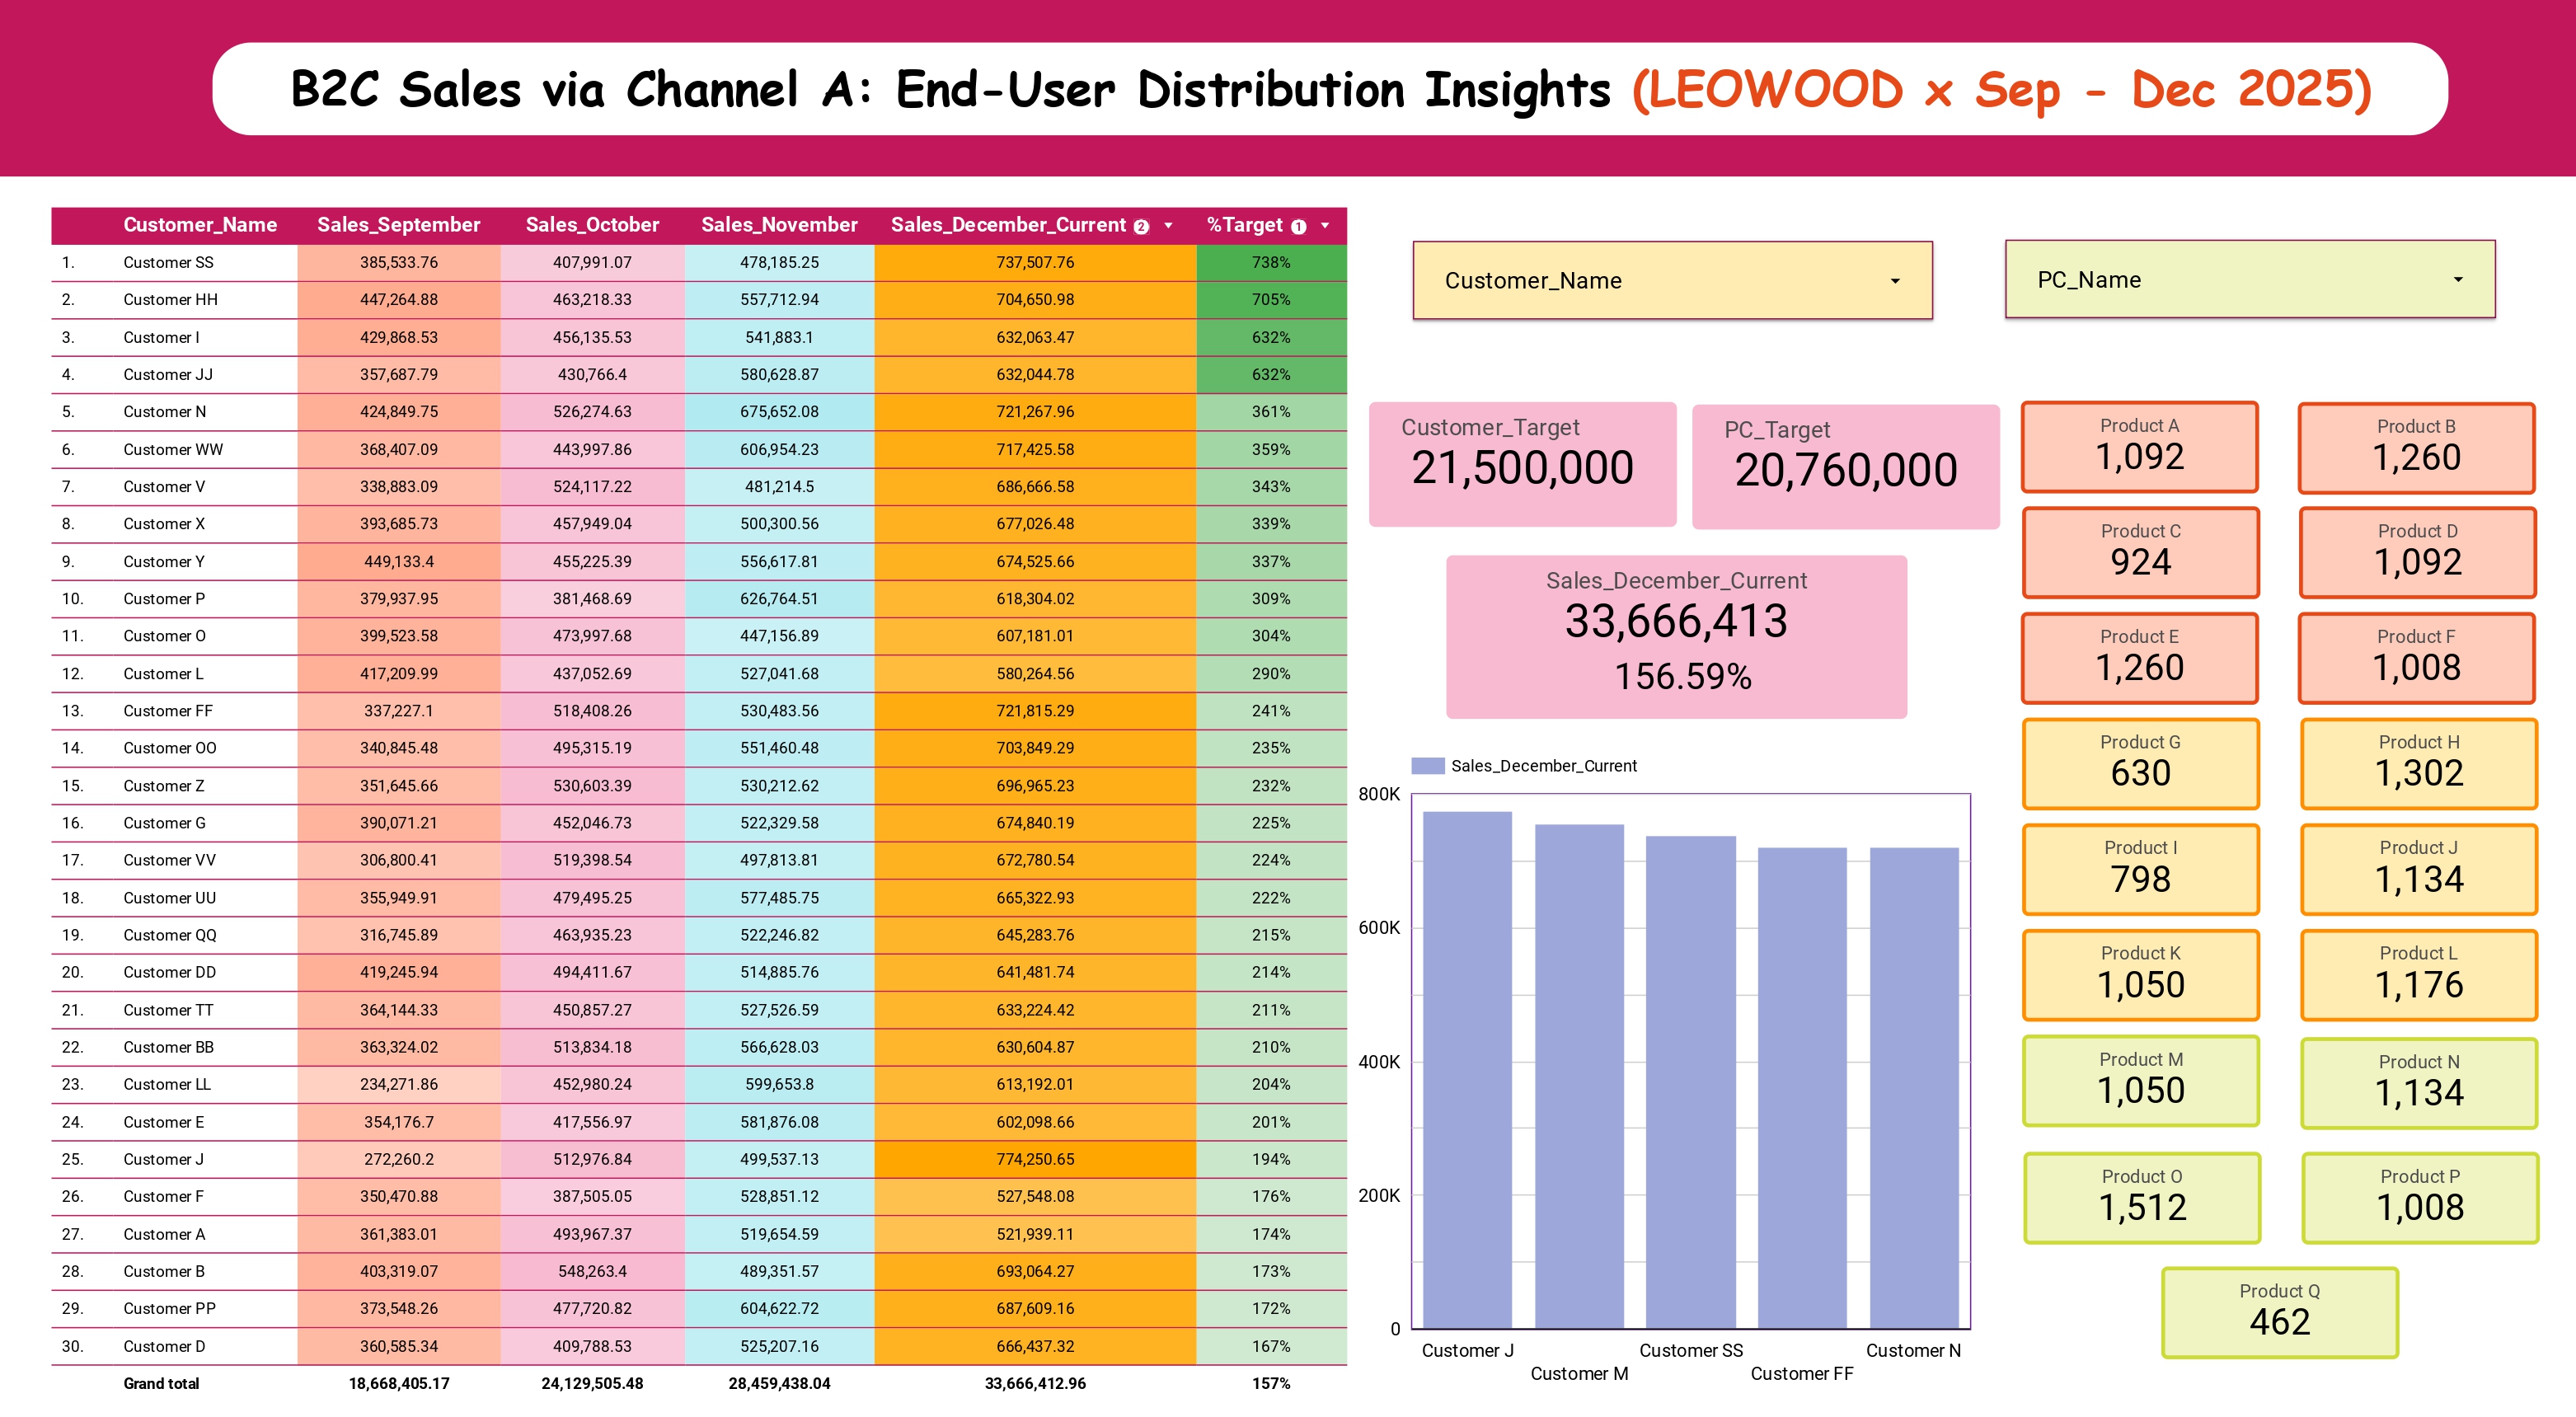 B2C Sales via Channel A: End-User Distribution Insights (LEOWOOD x Sep - Dec 2025)
Customer_Name Sales_September Sales_October Sales_November Sales_December_Current 2 %Target 1
1. Customer SS 385,533.76 407,991.07 478,185.25 737,507.76 738%
2. Customer HH 447,264.88 463,218.33 557,712.94 704,650.98 705%
3. Customer I 429,868.53 456,135.53 541,883.1 632,063.47 632%
4. Customer JJ 357,687.79 430,766.4 580,628.87 632,044.78 632%
5. Customer N 424,849.75 526,274.63 675,652.08 721,267.96 361%
6. Customer WW 368,407.09 443,997.86 606,954.23 717,425.58 359%
7. Customer V 338,883.09 524,117.22 481,214.5 686,666.58 343%
8. Customer X 393,685.73 457,949.04 500,300.56 677,026.48 339%
9. Customer Y 449,133.4 455,225.39 556,617.81 674,525.66 337%
10. Customer P 379,937.95 381,468.69 626,764.51 618,304.02 309%
11. Customer O 399,523.58 473,997.68 447,156.89 607,181.01 304%
12. Customer L 417,209.99 437,052.69 527,041.68 580,264.56 290%
13. Customer FF 337,227.1 518,408.26 530,483.56 721,815.29 241%
14. Customer OO 340,845.48 495,315.19 551,460.48 703,849.29 235%
15. Customer Z 351,645.66 530,603.39 530,212.62 696,965.23 232%
16. Customer G 390,071.21 452,046.73 522,329.58 674,840.19 225%
17. Customer VV 306,800.41 519,398.54 497,813.81 672,780.54 224%
18. Customer UU 355,949.91 479,495.25 577,485.75 665,322.93 222%
19. Customer QQ 316,745.89 463,935.23 522,246.82 645,283.76 215%
20. Customer DD 419,245.94 494,411.67 514,885.76 641,481.74 214%
21. Customer TT 364,144.33 450,857.27 527,526.59 633,224.42 211%
22. Customer BB 363,324.02 513,834.18 566,628.03 630,604.87 210%
23. Customer LL 234,271.86 452,980.24 599,653.8 613,192.01 204%
24. Customer E 354,176.7 417,556.97 581,876.08 602,098.66 201%
25. Customer J 272,260.2 512,976.84 499,537.13 774,250.65 194%
26. Customer F 350,470.88 387,505.05 528,851.12 527,548.08 176%
27. Customer A 361,383.01 493,967.37 519,654.59 521,939.11 174%
28. Customer B 403,319.07 548,263.4 489,351.57 693,064.27 173%
29. Customer PP 373,548.26 477,720.82 604,622.72 687,609.16 172%
30. Customer D 360,585.34 409,788.53 525,207.16 666,437.32 167%
Grand total 18,668,405.17 24,129,505.48 28,459,438.04 33,666,412.96 157%
Customer_Name
PC_Name
Customer_Target
21,500,000
PC_Target
20,760,000
Sales_December_Current
33,666,413
156.59%
Sales_December_Current
800K
600K
400K
200K
0
Customer J
Customer M
Customer SS
Customer FF
Customer N
Product A
1,092
Product B
1,260
Product C
924
Product D
1,092
Product E
1,260
Product F
1,008
Product G
630
Product H
1,302
Product I
798
Product J
1,134
Product K
1,050
Product L
1,176
Product M
1,050
Product N
1,134
Product O
1,512
Product P
1,008
Product Q
462